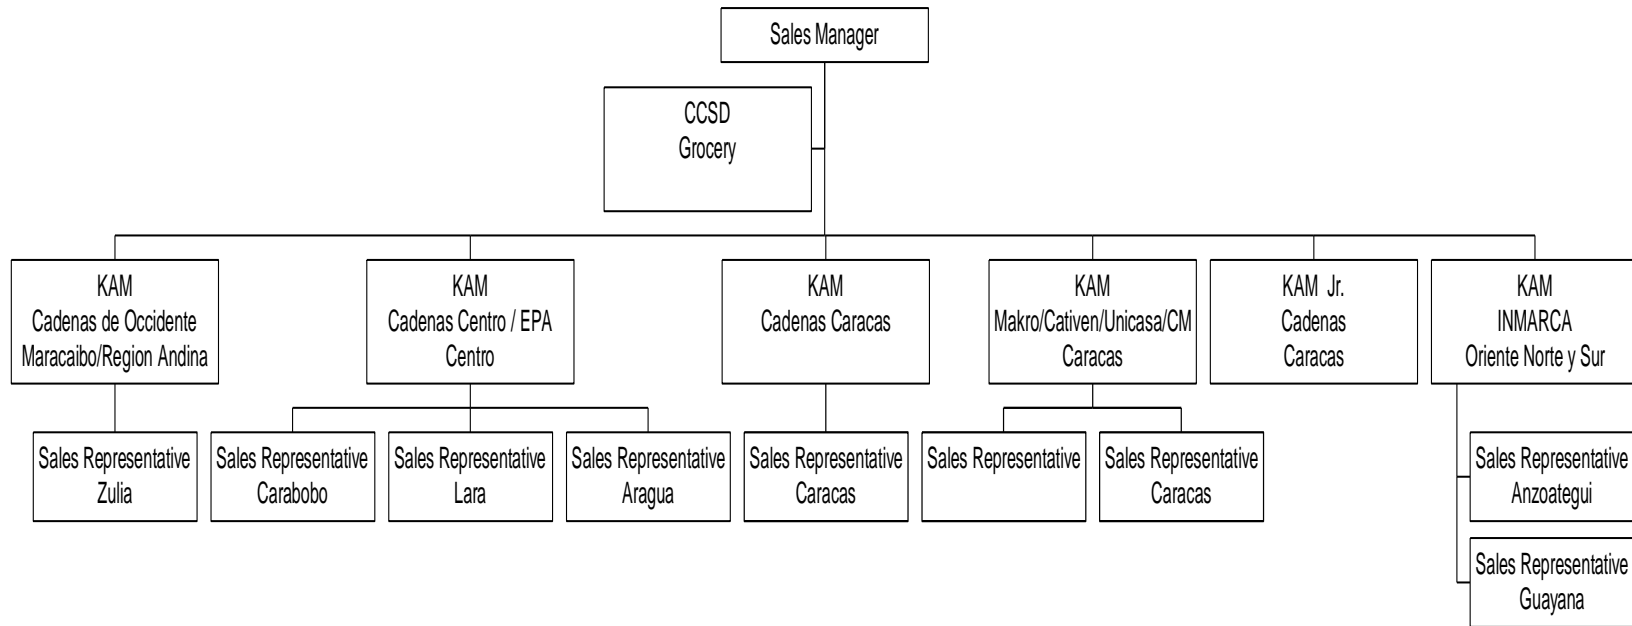 Sales Manager
CCSD
Grocery
KAM
Cadenas de Occidente
Maracaibo/Region Andina
KAM
Cadenas Centro / EPA
Centro
KAM
Cadenas Caracas
KAM
Makro/Cativen/Unicasa/CM
Caracas
KAM Jr.
Cadenas
Caracas
KAM
INMARCA
Oriente Norte y Sur
Sales Representative
Zulia
Sales Representative
Carabobo
Sales Representative
Lara
Sales Representative
Aragua
Sales Representative
Caracas
Sales Representative
Sales Representative
Caracas
Sales Representative
Anzoategui
Sales Representative
Guayana